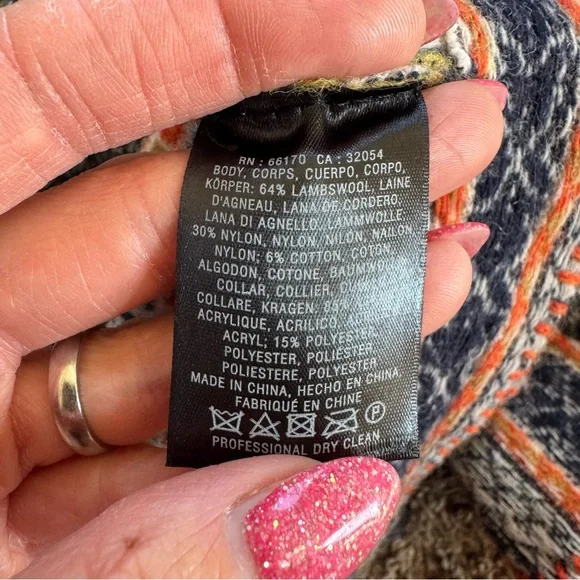 RN : 66170 CA : 32054
BODY, CORPS, CUERPO, CORPO,
KÖRPER: 64% LAMBSWOOL, LAINE
D'AGNEAU, LANA DE CORDERO,
LANA DI AGNELLO, LAMMWOLLE;
30% NYLON, NYLON, NILON, NAILON,
NYLON; 6% COTTON, COTON,
ALGODON, COTONE, BAUMWOLLE
COLLAR, COLLIER,
COLLARE, KRAGEN: 85%
ACRYLIQUE, ACRILICO,
ACRYL; 15% POLYESTER,
POLYESTER, POLIESTER,
POLIESTERE, POLYESTER
MADE IN CHINA, HECHO EN CHINA,
FABRIQUÉ EN CHINE
P
PROFESSIONAL DRY CLEAN